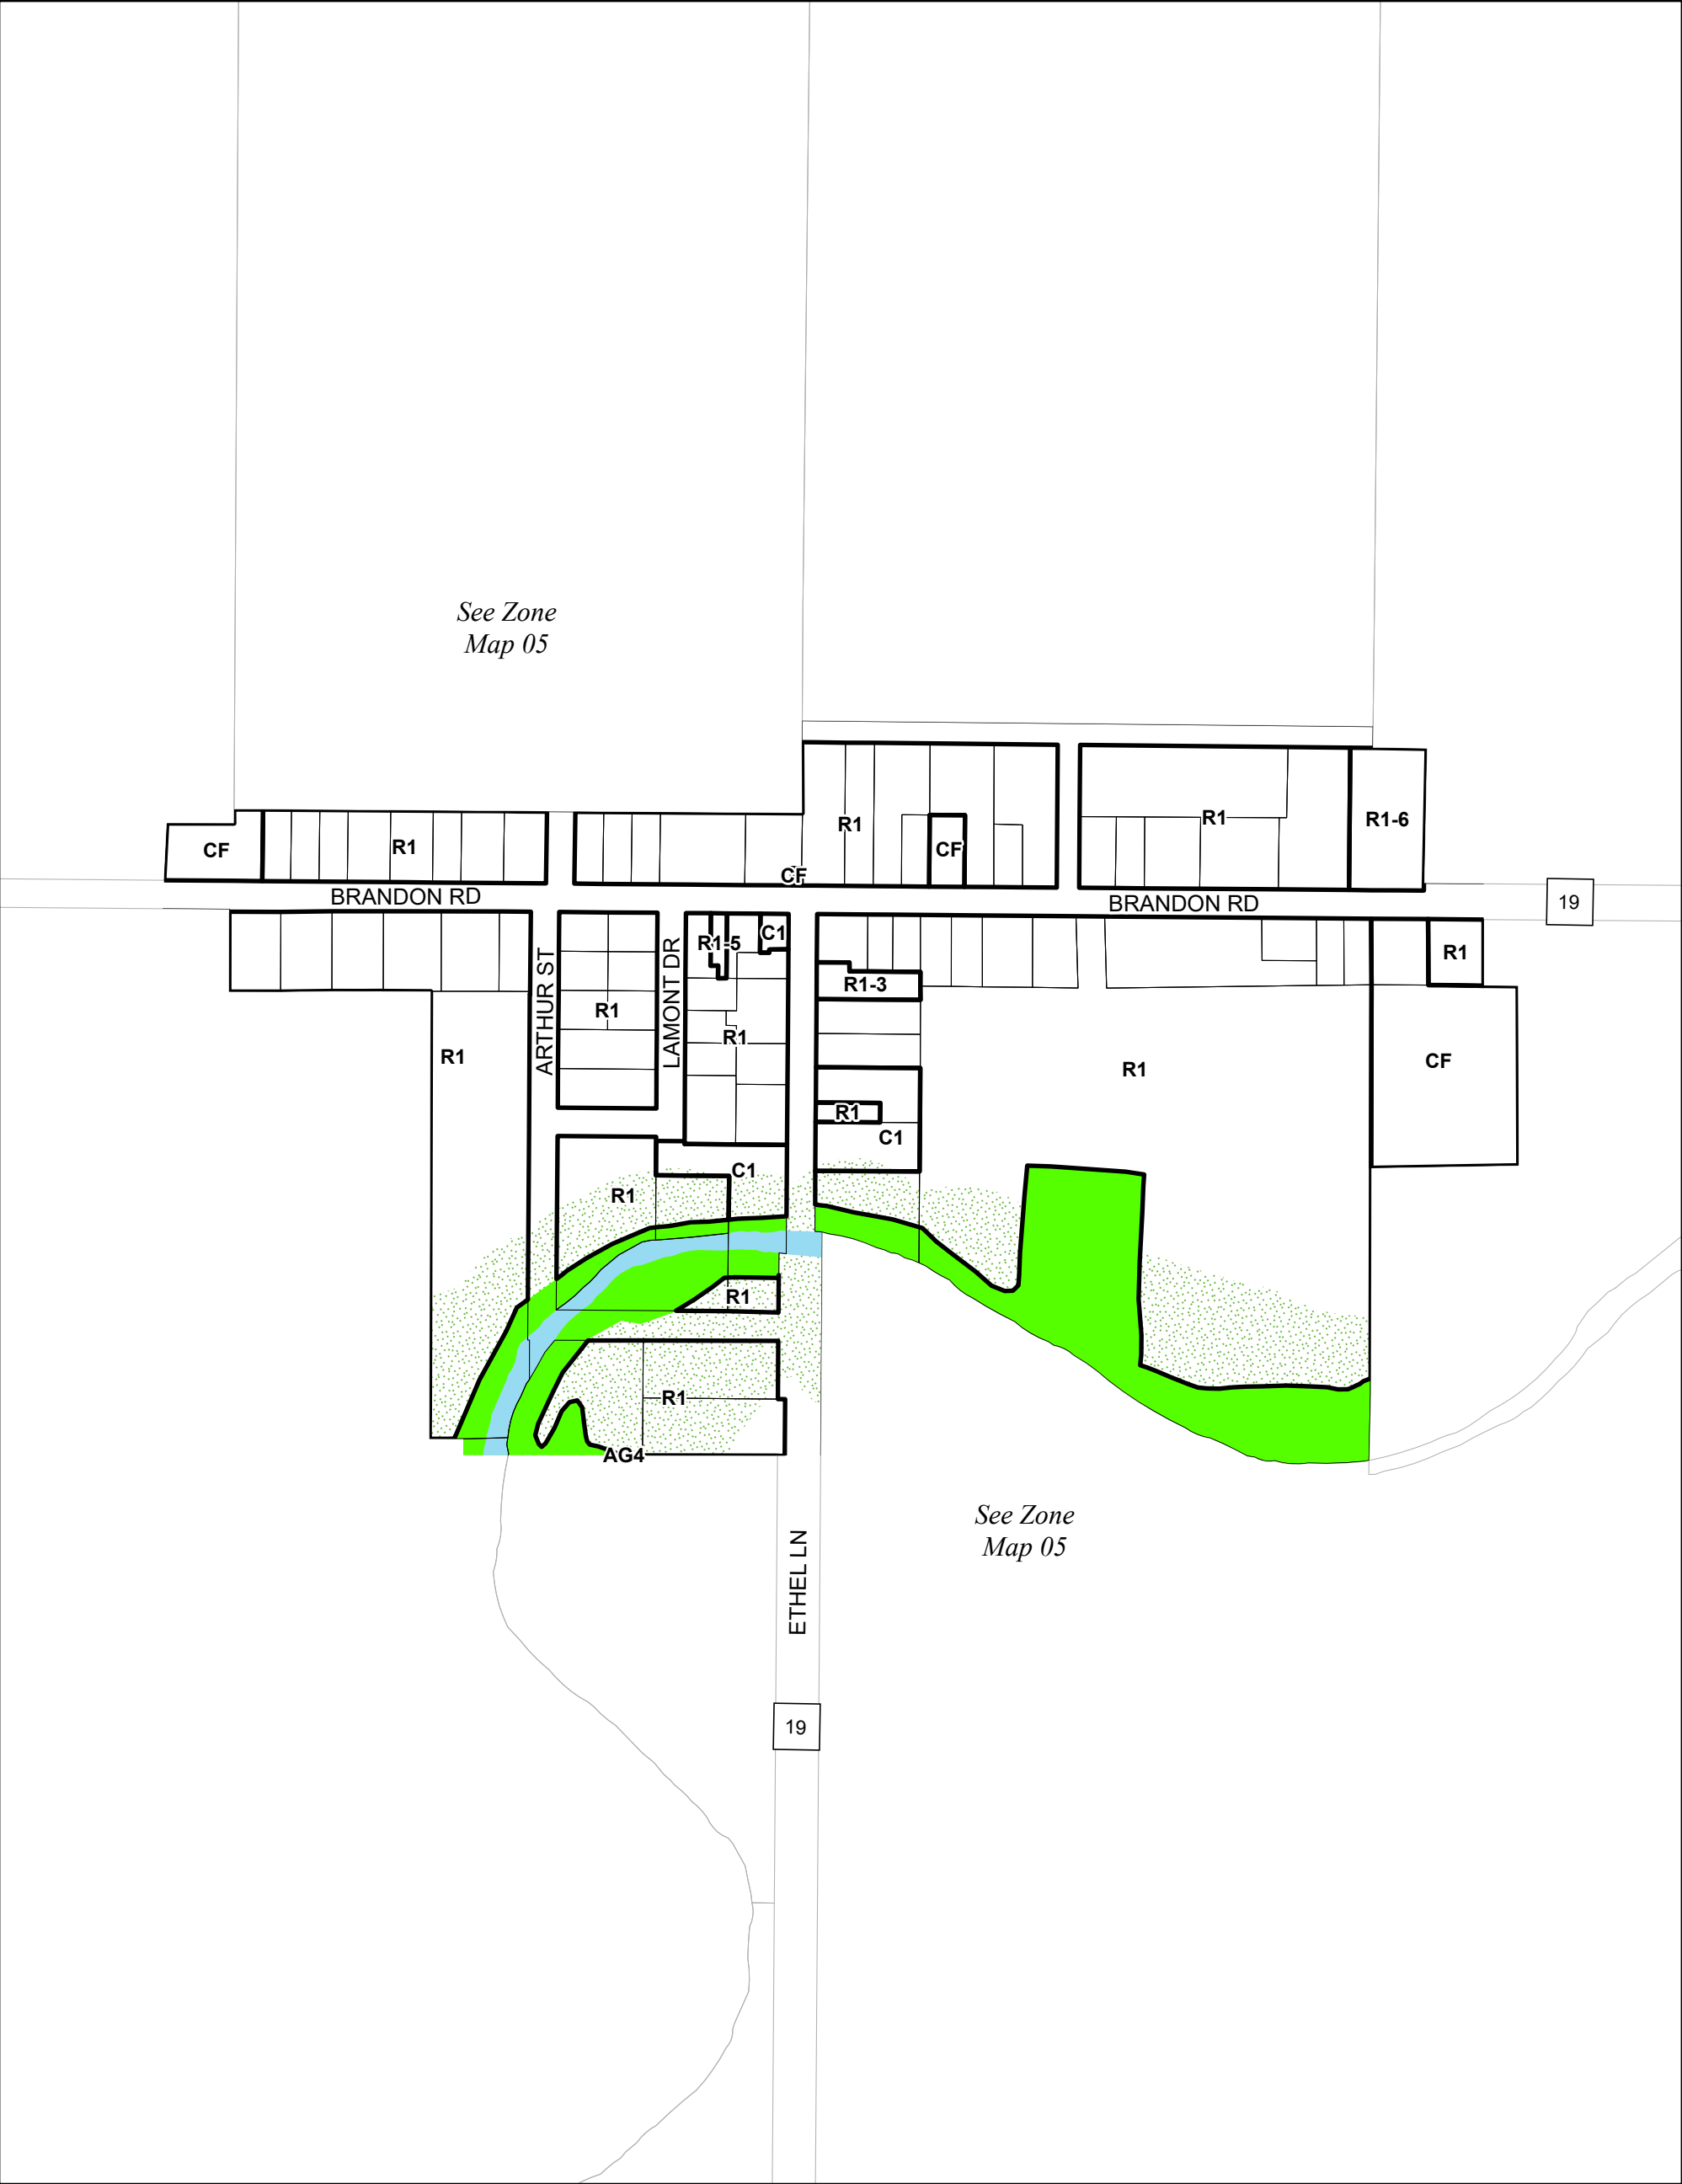 See Zone
Map 05
R1
R1
R1-6
CF
R1
CF
CF
BRANDON RD
BRANDON RD
19
ARTHUR ST
LAMONT DR
R1-5
C1
R1
R1-3
R1
R1
R1
R1
CF
R1
C1
C1
R1
R1
R1
AG4
See Zone
Map 05
ETHEL LN
19